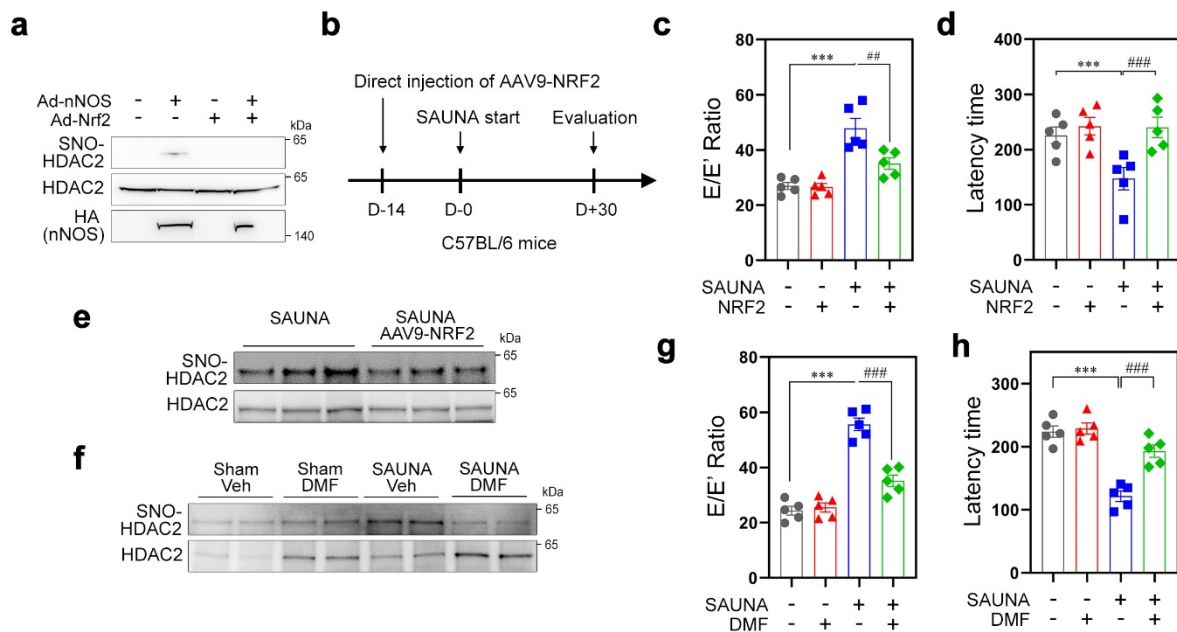 a
Ad-nNOS - + - +
Ad-Nrf2 - - + +
kDa
SNO-
HDAC2
65
HDAC2
HA
(nNOS)
140
b
Direct injection of AAV9-NRF2
SAUNA start
Evaluation
D-14
D-0
D+30
C57BL/6 mice
c
E/E' Ratio
80
60
40
20
0
***
##
SAUNA - - + +
NRF2 - + - +
d
Latency time
400
300
200
100
0
***
###
SAUNA - - + +
NRF2 - + - +
e
SAUNA
SAUNA
AAV9-NRF2
kDa
SNO-
HDAC2
65
HDAC2
65
f
Sham
Veh
Sham
DMF
SAUNA
Veh
SAUNA
DMF
kDa
SNO-
HDAC2
65
HDAC2
65
g
E/E' Ratio
80
60
40
20
0
***
###
SAUNA - - + +
DMF - + - +
h
Latency time
300
200
100
0
***
###
SAUNA - - + +
DMF - + - +